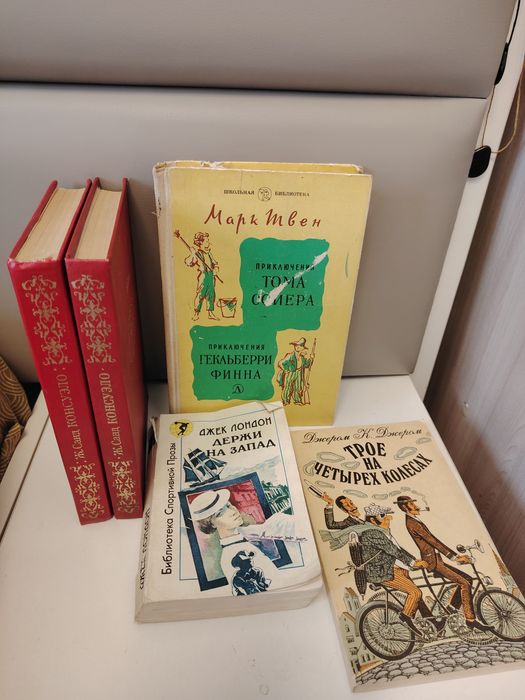 Ж.Санд КОНСУЭЛО
Ж.Санд КОНСУЭЛО
ШКОЛЬНАЯ БИБЛИОТЕКА
Марк Твен
ПРИКЛЮЧЕНИЯ
ТОМА
СОЙЕРА
ПРИКЛЮЧЕНИЯ
ГЕКЛЬБЕРРИ
ФИННА
Д
Библиотека Спортивной Прозы
ДЖЕК ЛОНДОН
ДЕРЖИ
НА ЗАПАД
Джером К. Джером
ТРОЕ
НА
ЧЕТЫРЕХ КОЛЕСАХ